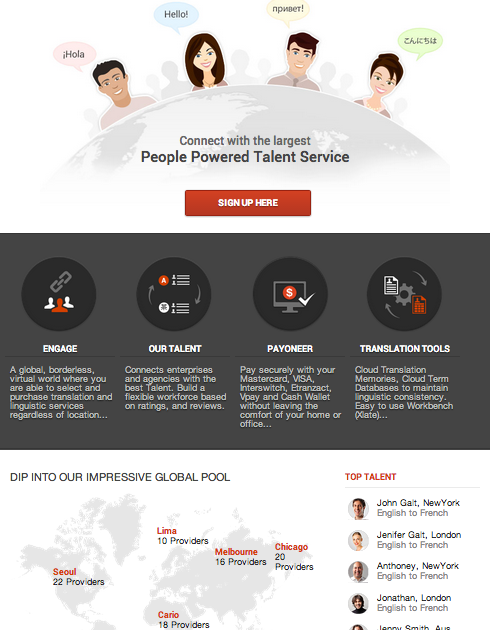 ¡Hola
Hello!
привет!
こんにちは
Connect with the largest
People Powered Talent Service
SIGN UP HERE
ENGAGE
A global, borderless,
virtual world where you
are able to select and
purchase translation and
linguistic services
regardless of location...
OUR TALENT
Connects enterprises
and agencies with the
best Talent. Build a
flexible workforce based
on ratings, and reviews.
PAYONEER
Pay securely with your
Mastercard, VISA,
Interswitch, Etranzact,
Vpay and Cash Wallet
without leaving the
comfort of your home or
office...
TRANSLATION TOOLS
Cloud Translation
Memories, Cloud Term
Databases to maintain
linguistic consistency.
Easy to use Workbench
(Xlate)...
DIP INTO OUR IMPRESSIVE GLOBAL POOL
Lima
10 Providers
Melbourne
16 Providers
Chicago
20
Providers
Seoul
22 Providers
Cario
18 Providers
TOP TALENT
John Galt, NewYork
English to French
Jenifer Galt, London
English to French
Anthoney, NewYork
English to French
Jonathan, London
English to French
Jenny Smith, Aus